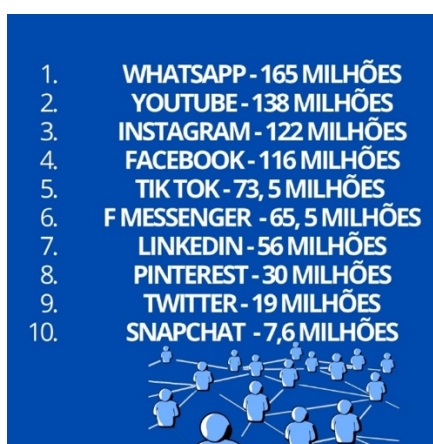 1. WHATSAPP - 165 MILHÕES
2. YOUTUBE - 138 MILHÕES
3. INSTAGRAM - 122 MILHÕES
4. FACEBOOK - 116 MILHÕES
5. TIK TOK - 73, 5 MILHÕES
6. F MESSENGER - 65, 5 MILHÕES
7. LINKEDIN - 56 MILHÕES
8. PINTEREST - 30 MILHÕES
9. TWITTER - 19 MILHÕES
10. SNAPCHAT - 7,6 MILHÕES